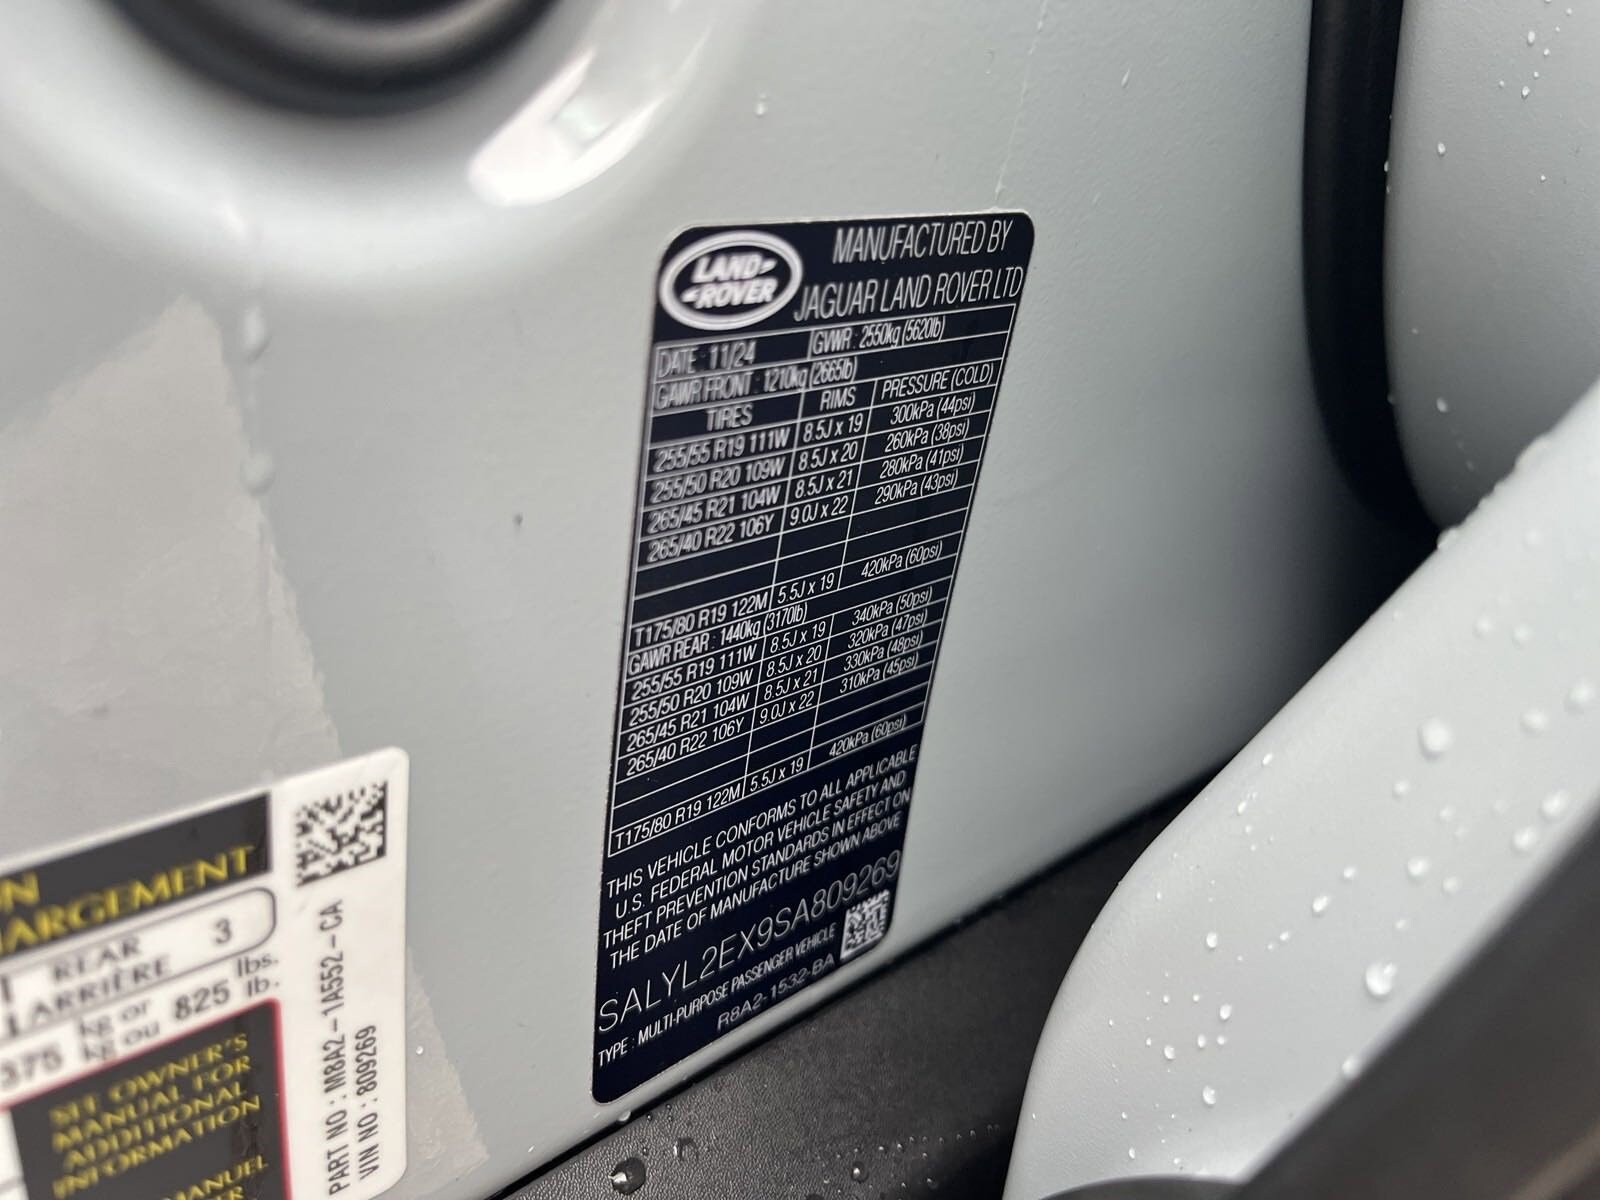 LAND
ROVER
MANUFACTURED BY
JAGUAR LAND ROVER LTD
DATE : 11/24 GVWR : 2550kg (5620lb)
GAWR FRONT : 1210kg (2665lb)
TIRES RIMS PRESSURE (COLD)
255/55 R19 111W 8.5J x 19 300kPa (44psi)
255/50 R20 109W 8.5J x 20 260kPa (38psi)
265/45 R21 104W 8.5J x 21 280kPa (41psi)
265/40 R22 106Y 9.0J x 22 290kPa (43psi)
T175/80 R19 122M 5.5J x 19 420kPa (60psi)
GAWR REAR : 1440kg (3170lb)
255/55 R19 111W 8.5J x 19 340kPa (50psi)
255/50 R20 109W 8.5J x 20 320kPa (47psi)
265/45 R21 104W 8.5J x 21 330kPa (48psi)
265/40 R22 106Y 9.0J x 22 310kPa (45psi)
T175/80 R19 122M 5.5J x 19 420kPa (60psi)
THIS VEHICLE CONFORMS TO ALL APPLICABLE
U.S. FEDERAL MOTOR VEHICLE SAFETY AND
THEFT PREVENTION STANDARDS IN EFFECT ON
THE DATE OF MANUFACTURE SHOWN ABOVE
SALYL2EX9SA809269
TYPE : MULTI-PURPOSE PASSENGER VEHICLE
R8A2-1532-BA
REAR 3
ARRIÈRE
375 kg or 825 lbs.
kg ou lb.
SEE OWNER'S
MANUAL FOR
ADDITIONAL
INFORMATION
MANUEL
PART NO : M8A2-1A552-CA
VIN NO : 809269